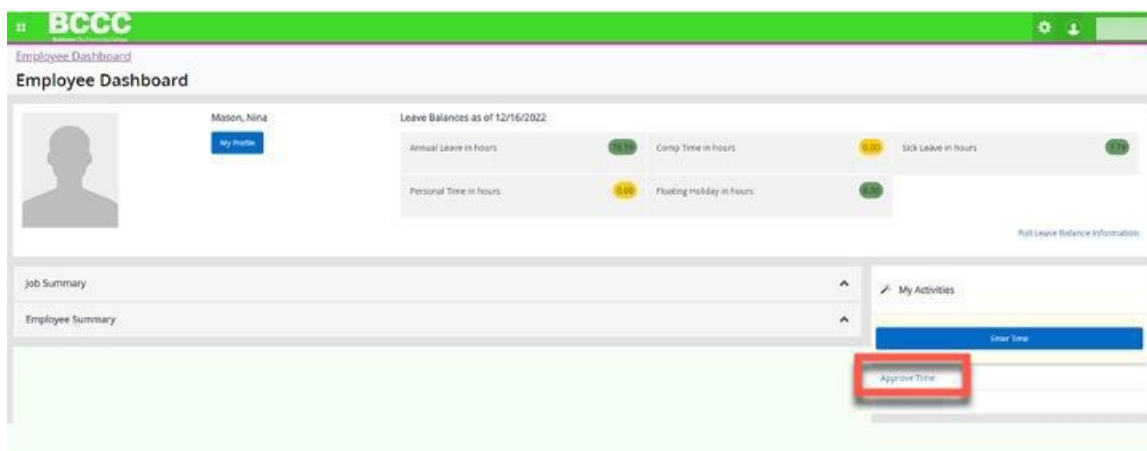 BCCC
Employee Dashboard
Employee Dashboard
Mason, Nina
My Profile
Leave Balances as of 12/16/2022
Annual Leave in hours
Comp Time in hours 0.00
Sick Leave in hours
Personal Time in hours 0.00
Floating Holiday in hours
Full Leave Balance Information
Job Summary
Employee Summary
My Activities
Enter Time
Approve Time